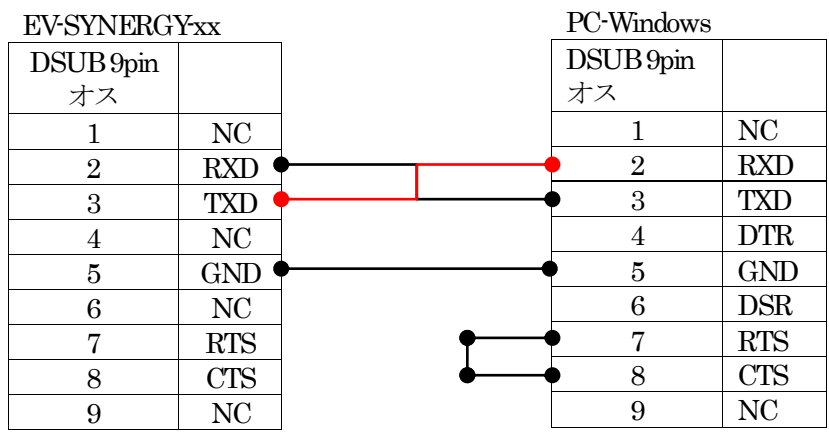 EV-SYNERGY-xx
DSUB 9pin
オス
1 NC
2 RXD
3 TXD
4 NC
5 GND
6 NC
7 RTS
8 CTS
9 NC
PC-Windows
DSUB 9pin
オス
1 NC
2 RXD
3 TXD
4 DTR
5 GND
6 DSR
7 RTS
8 CTS
9 NC